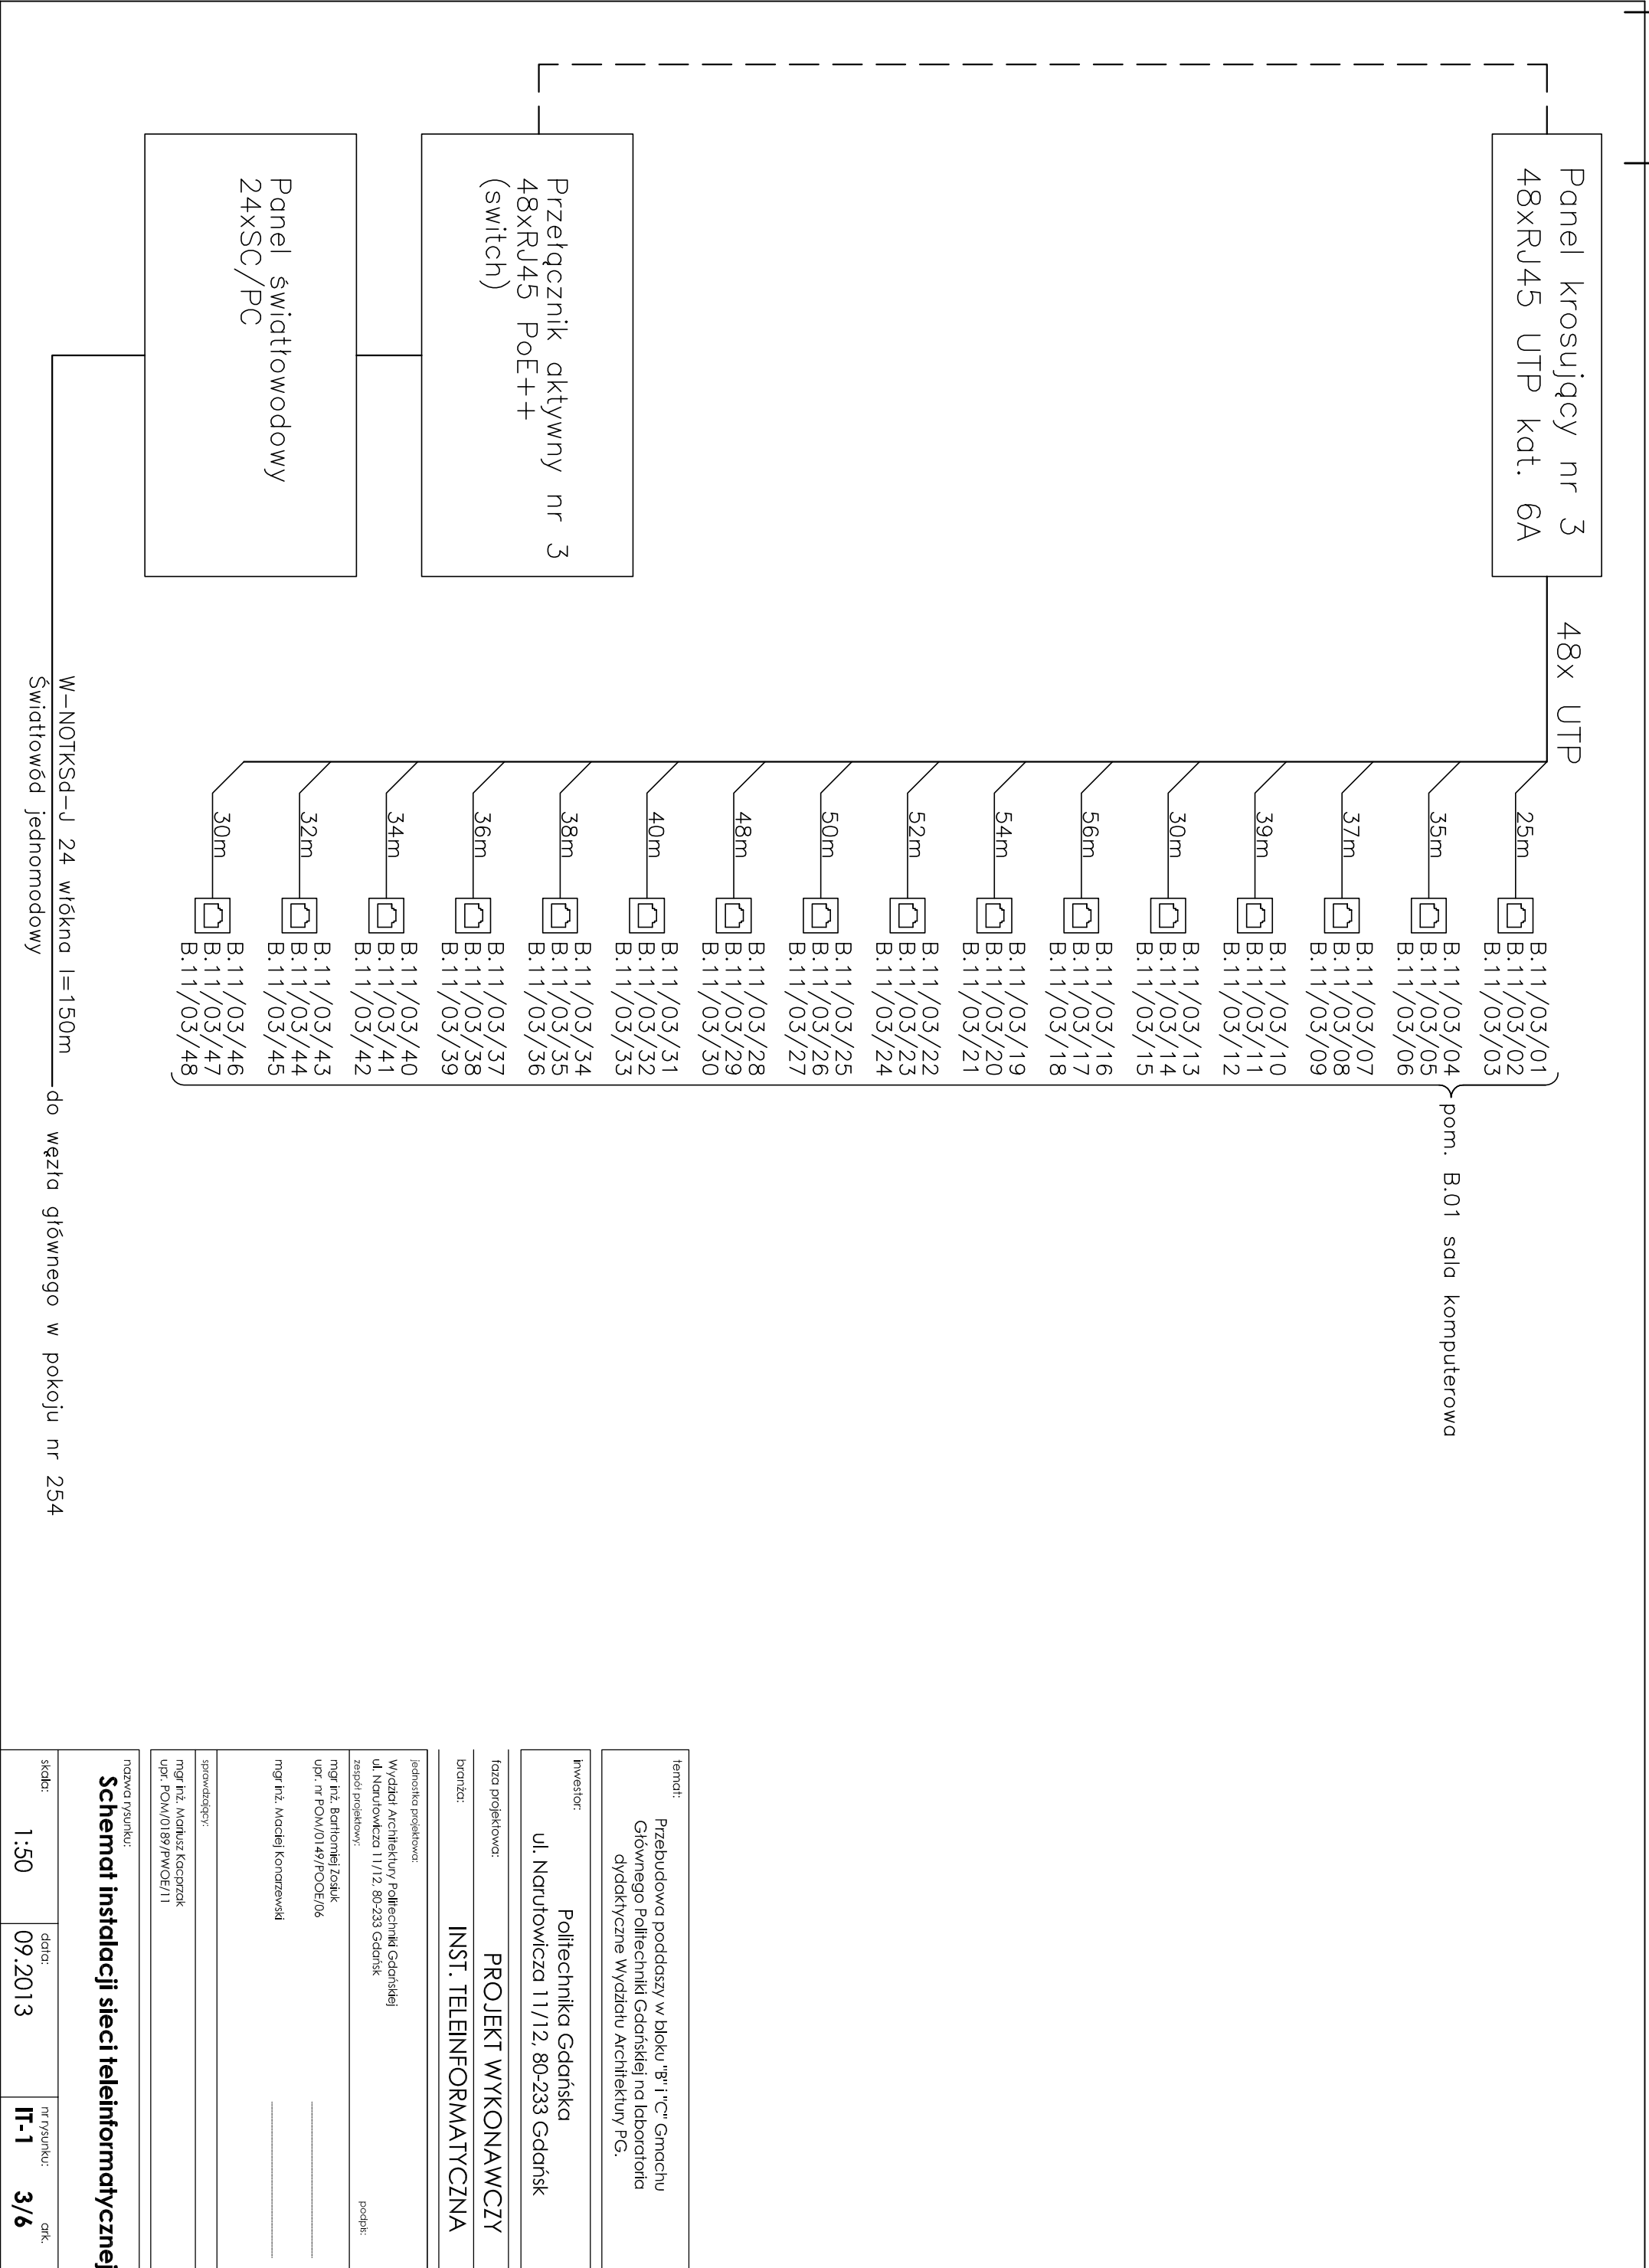 Panel krosujący nr 3
48xRJ45 UTP kat. 6A
48x UTP
25m
B.11/03/01
B.11/03/02
B.11/03/03
35m
B.11/03/04
B.11/03/05
B.11/03/06
37m
B.11/03/07
B.11/03/08
B.11/03/09
39m
B.11/03/10
B.11/03/11
B.11/03/12
30m
B.11/03/13
B.11/03/14
B.11/03/15
56m
B.11/03/16
B.11/03/17
B.11/03/18
54m
B.11/03/19
B.11/03/20
B.11/03/21
52m
B.11/03/22
B.11/03/23
B.11/03/24
50m
B.11/03/25
B.11/03/26
B.11/03/27
48m
B.11/03/28
B.11/03/29
B.11/03/30
40m
B.11/03/31
B.11/03/32
B.11/03/33
38m
B.11/03/34
B.11/03/35
B.11/03/36
36m
B.11/03/37
B.11/03/38
B.11/03/39
34m
B.11/03/40
B.11/03/41
B.11/03/42
32m
B.11/03/43
B.11/03/44
B.11/03/45
30m
B.11/03/46
B.11/03/47
B.11/03/48
pom. B.01 sala komputerowa
Przełącznik aktywny nr 3
48xRJ45 PoE++
(switch)
Panel światłowodowy
24xSC/PC
W-NOTKSd-J 24 włókna l=150m
Światłowód jednomodowy
do węzła głównego w pokoju nr 254
temat:
Przebudowa poddaszy w bloku "B" i "C" Gmachu
Głównego Politechniki Gdańskiej na laboratoria
dydaktyczne Wydziału Architektury PG.
inwestor:
Politechnika Gdańska
ul. Narutowicza 11/12, 80-233 Gdańsk
faza projektowa:
PROJEKT WYKONAWCZY
branża:
INST. TELEINFORMATYCZNA
jednostka projektowa:
Wydział Architektury Politechniki Gdańskiej
ul. Narutowicza 11/12, 80-233 Gdańsk
zespół projektowy:
podpis:
mgr inż. Bartłomiej Zosiuk
upr. nr POM/0149/POOE/06
mgr inż. Maciej Konarzewski
sprawdzający:
mgr inż. Mariusz Kacprzak
upr. POM/0189/PWOE/11
nazwa rysunku:
Schemat instalacji sieci teleinformatycznej
skala:
1:50
data:
09.2013
nr rysunku:
IT-1
ark.
3/6